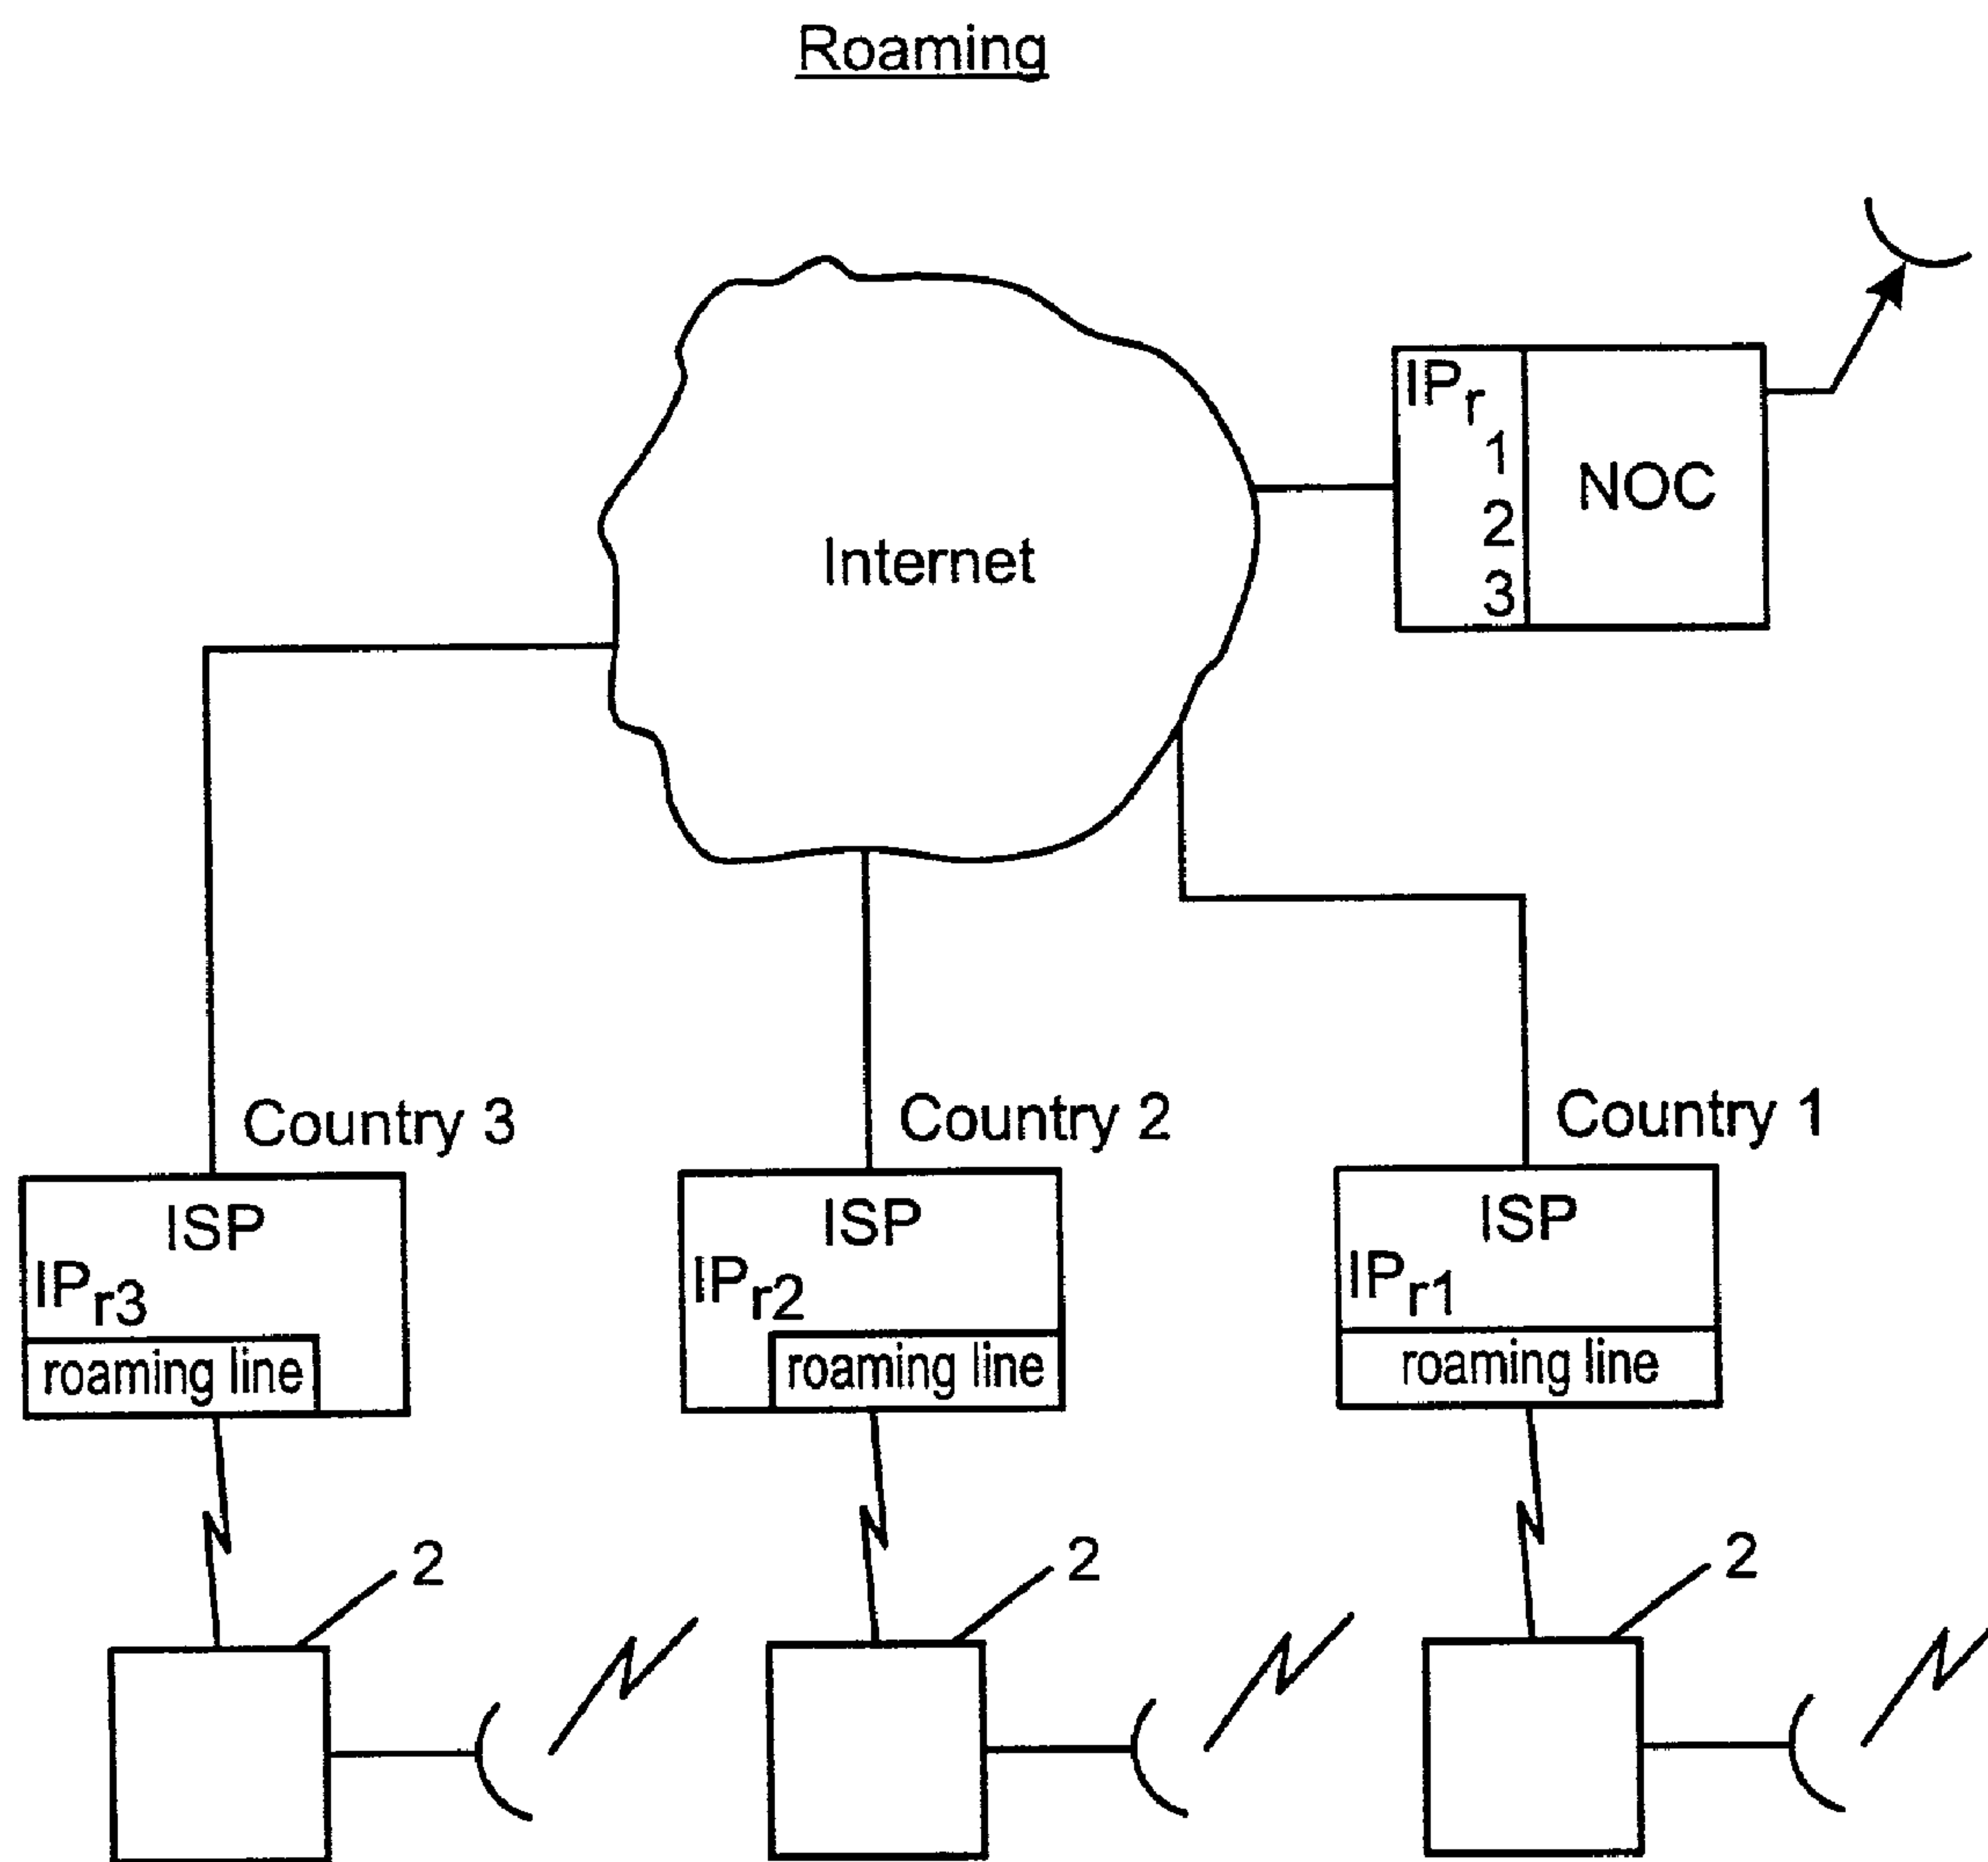 Roaming
IPr
1
2
3
NOC
Internet
Country 3
Country 2
Country 1
ISP
IPr3
roaming line
ISP
IPr2
roaming line
ISP
IPr1
roaming line
2
2
2